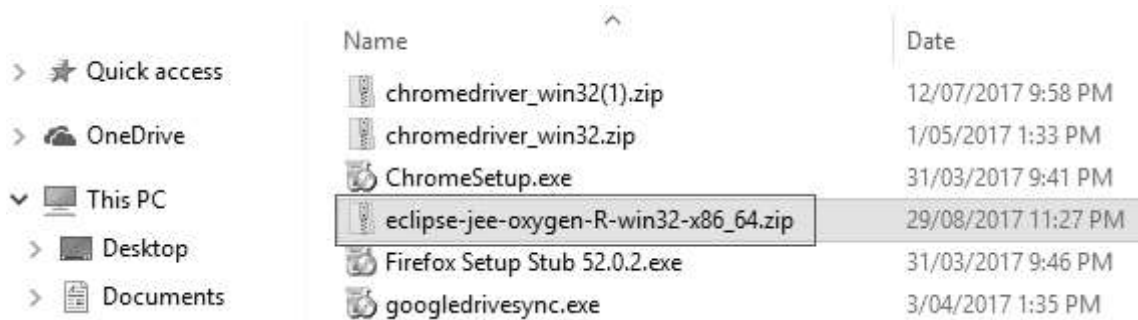 Name Date
Quick access
chromedriver_win32(1).zip 12/07/2017 9:58 PM
OneDrive
chromedriver_win32.zip 1/05/2017 1:33 PM
ChromeSetup.exe 31/03/2017 9:41 PM
This PC
eclipse-jee-oxygen-R-win32-x86_64.zip 29/08/2017 11:27 PM
Desktop
Firefox Setup Stub 52.0.2.exe 31/03/2017 9:46 PM
Documents
googledrivesync.exe 3/04/2017 1:35 PM